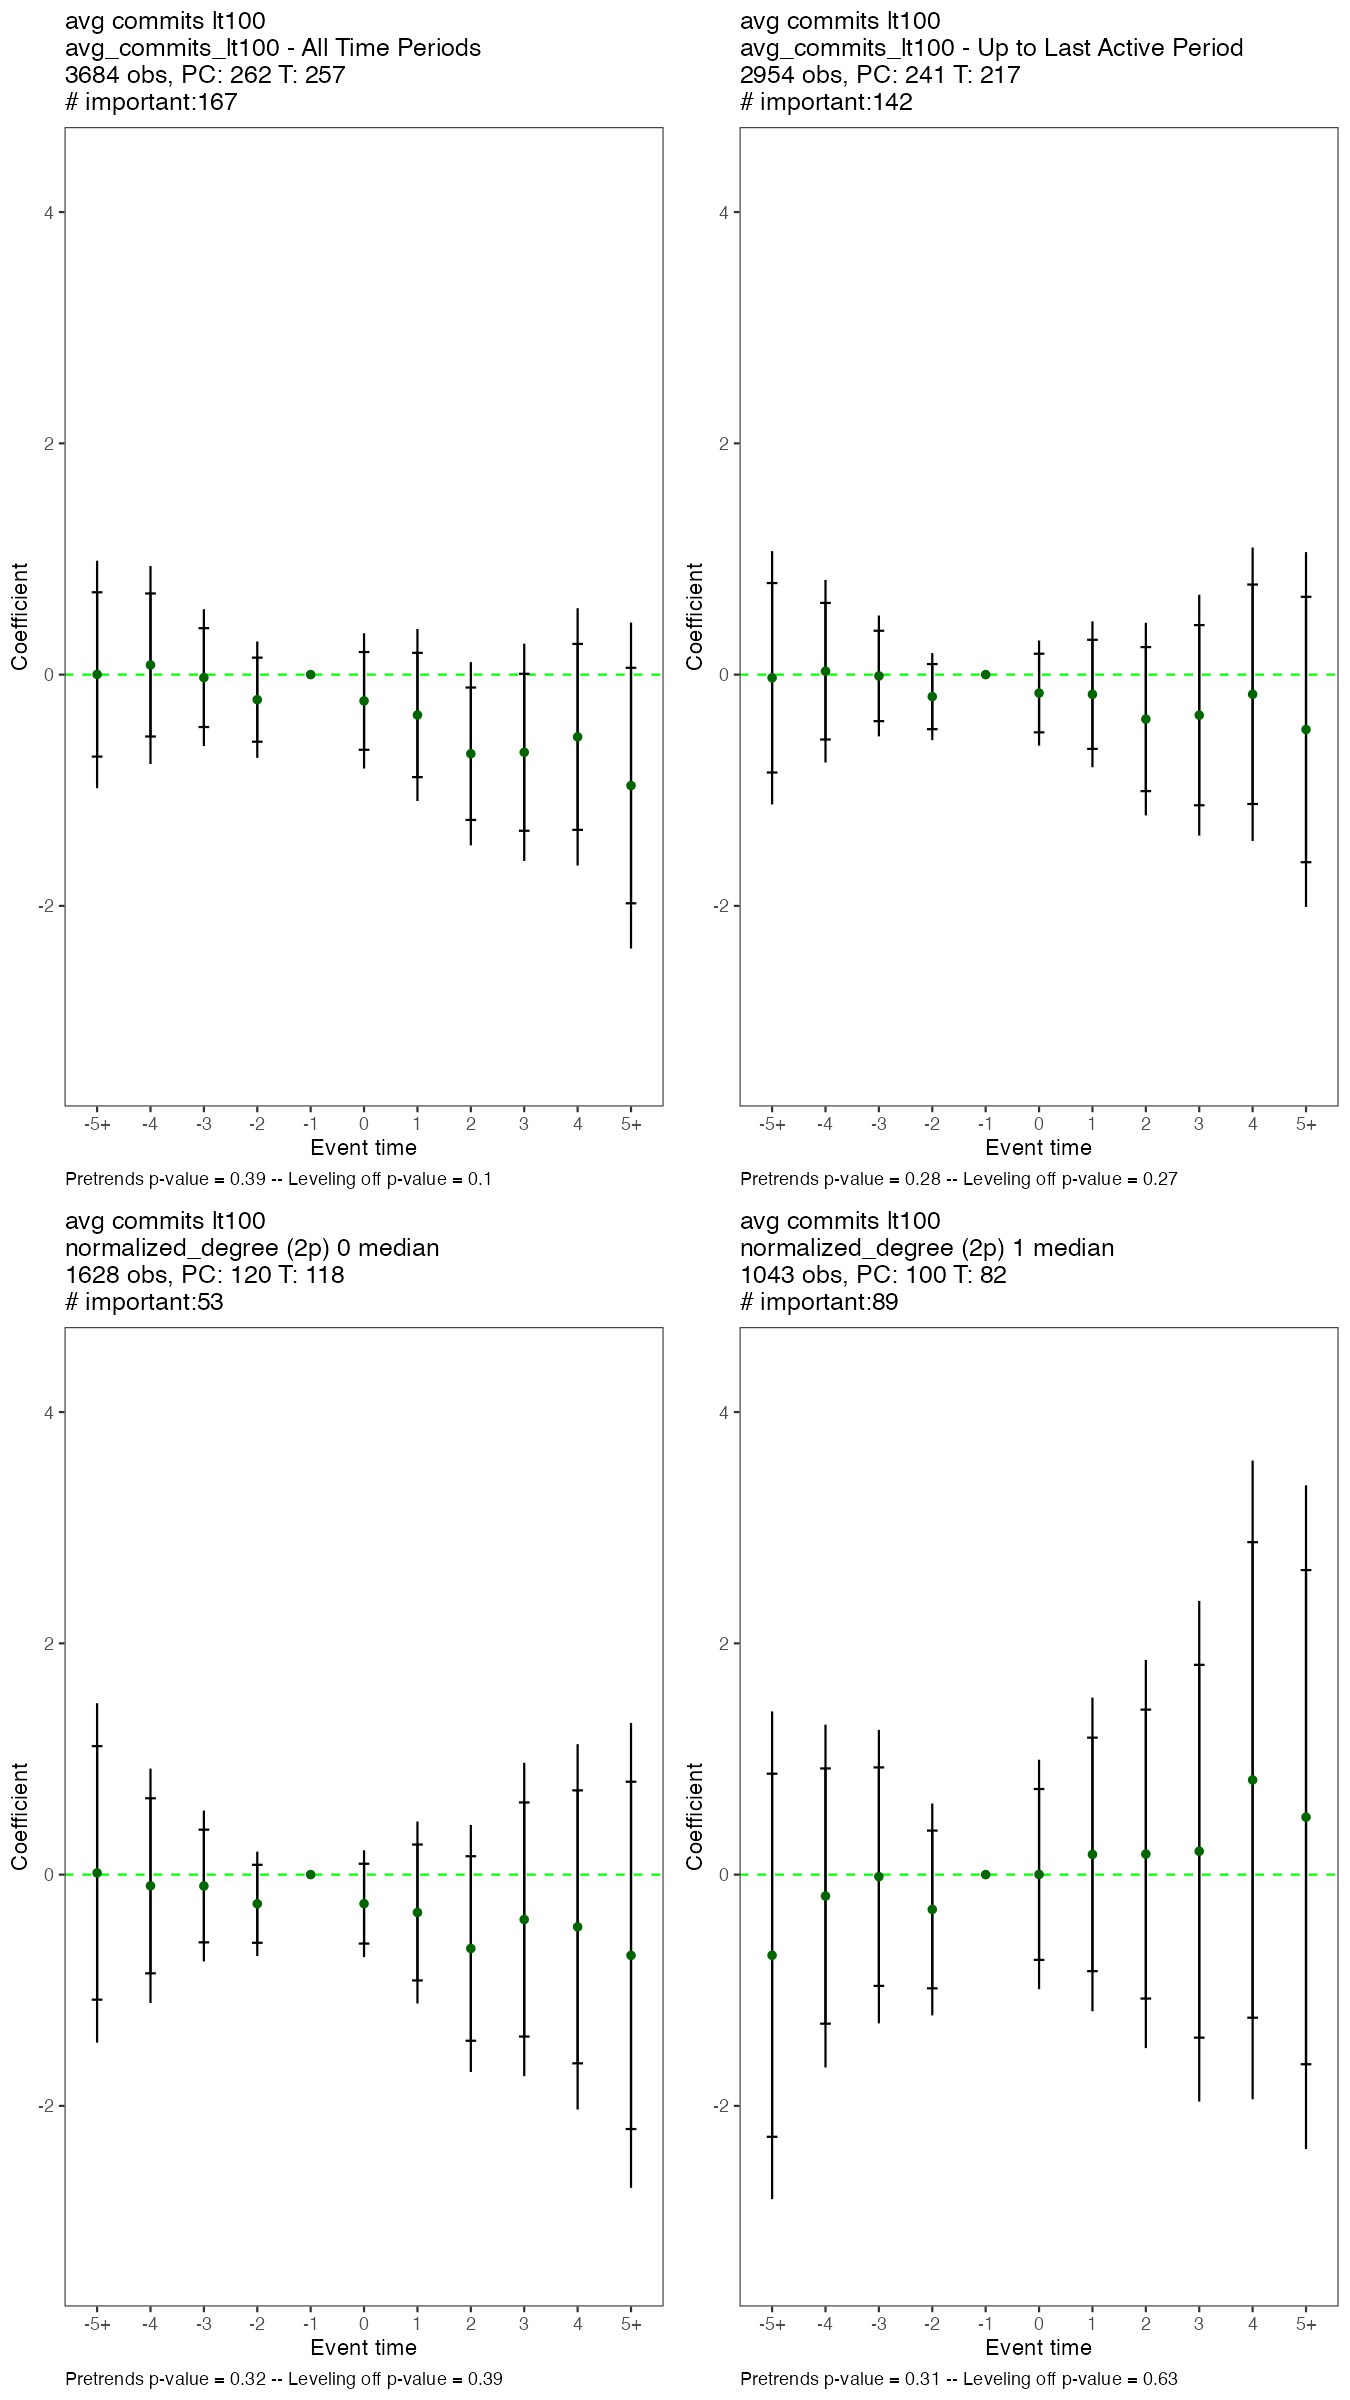 avg commits lt100
avg_commits_lt100 - All Time Periods
3684 obs, PC: 262 T: 257
# important:167
4
2
0
-2
Coefficient
-5+ -4 -3 -2 -1 0 1 2 3 4 5+
Event time
Pretrends p-value = 0.39 -- Leveling off p-value = 0.1
avg commits lt100
avg_commits_lt100 - Up to Last Active Period
2954 obs, PC: 241 T: 217
# important:142
4
2
0
-2
Coefficient
-5+ -4 -3 -2 -1 0 1 2 3 4 5+
Event time
Pretrends p-value = 0.28 -- Leveling off p-value = 0.27
avg commits lt100
normalized_degree (2p) 0 median
1628 obs, PC: 120 T: 118
# important:53
4
2
0
-2
Coefficient
-5+ -4 -3 -2 -1 0 1 2 3 4 5+
Event time
Pretrends p-value = 0.32 -- Leveling off p-value = 0.39
avg commits lt100
normalized_degree (2p) 1 median
1043 obs, PC: 100 T: 82
# important:89
4
2
0
-2
Coefficient
-5+ -4 -3 -2 -1 0 1 2 3 4 5+
Event time
Pretrends p-value = 0.31 -- Leveling off p-value = 0.63